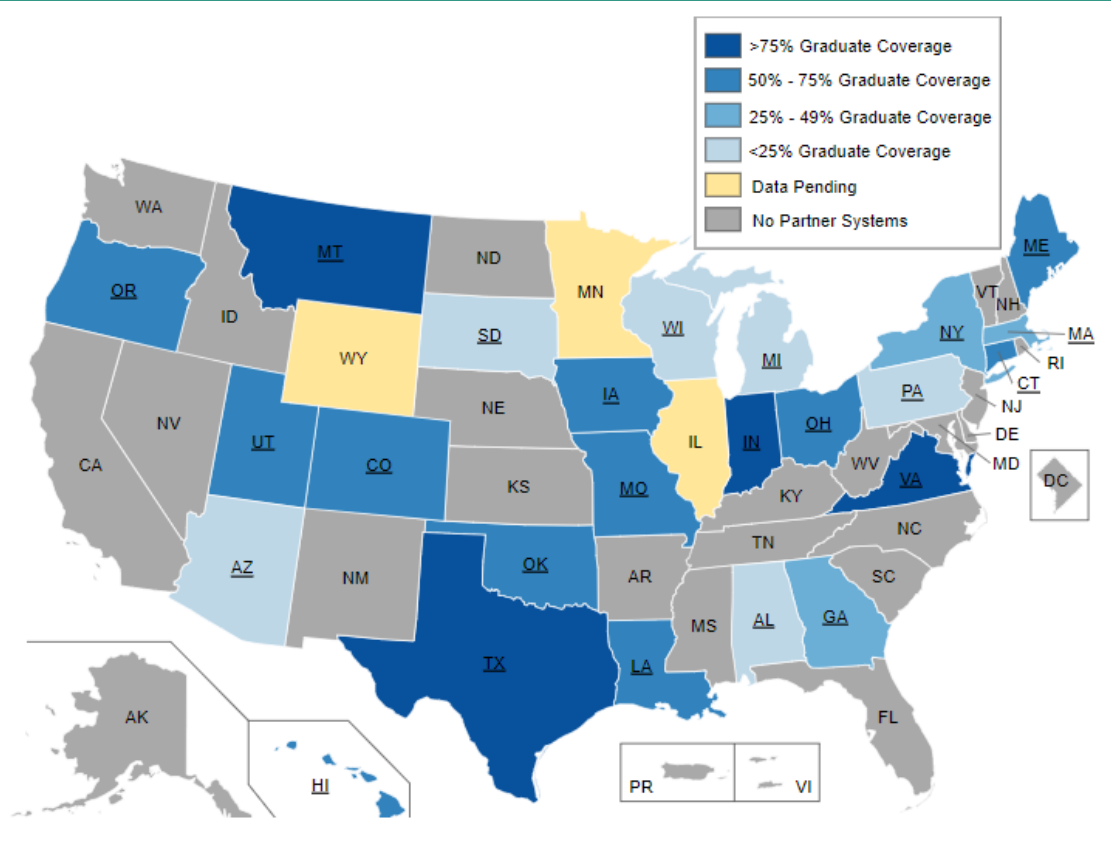 >75% Graduate Coverage
50% - 75% Graduate Coverage
25% - 49% Graduate Coverage
<25% Graduate Coverage
Data Pending
No Partner Systems
WA
MT
ND
MN
ME
VT
NH
OR
ID
SD
WI
NY
MA
RI
WY
MI
CT
IA
PA
NJ
NE
NV
UT
CO
IL
IN
OH
DE
MD
CA
KS
MO
WV
VA
DC
KY
AZ
NM
OK
AR
TN
NC
SC
MS
AL
GA
TX
LA
AK
FL
HI
PR
VI